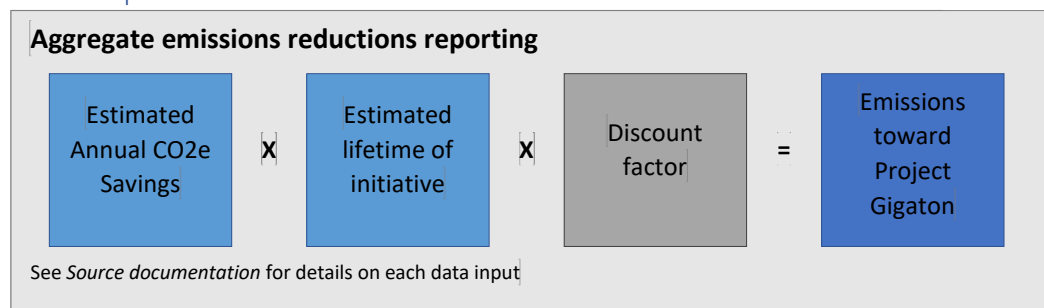 Aggregate emissions reductions reporting
Estimated
Annual CO2e
Savings
X
Estimated
lifetime of
initiative
X
Discount
factor
=
Emissions
toward
Project
Gigaton
See Source documentation for details on each data input